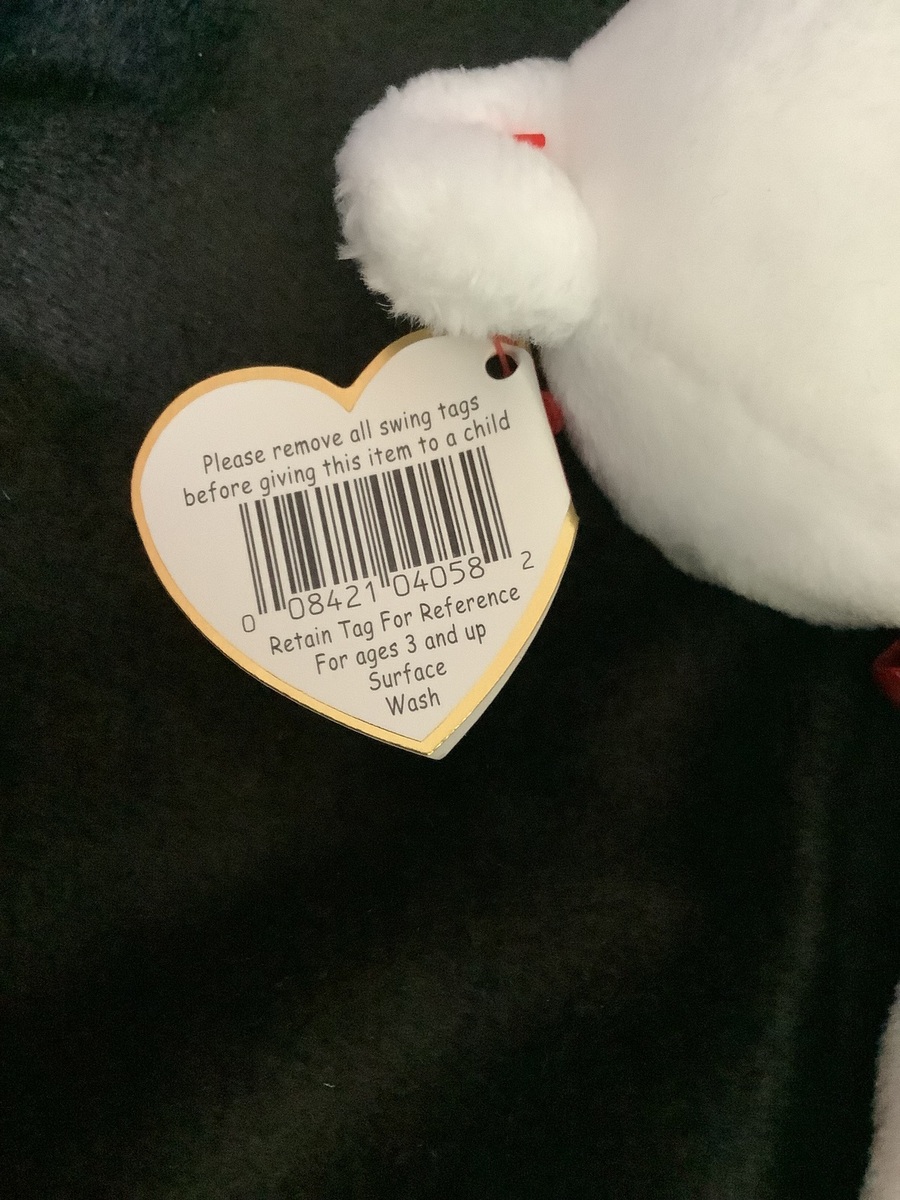 Please remove all swing tags
before giving this item to a child
0 08421 04058 2
Retain Tag For Reference
For ages 3 and up
Surface
Wash